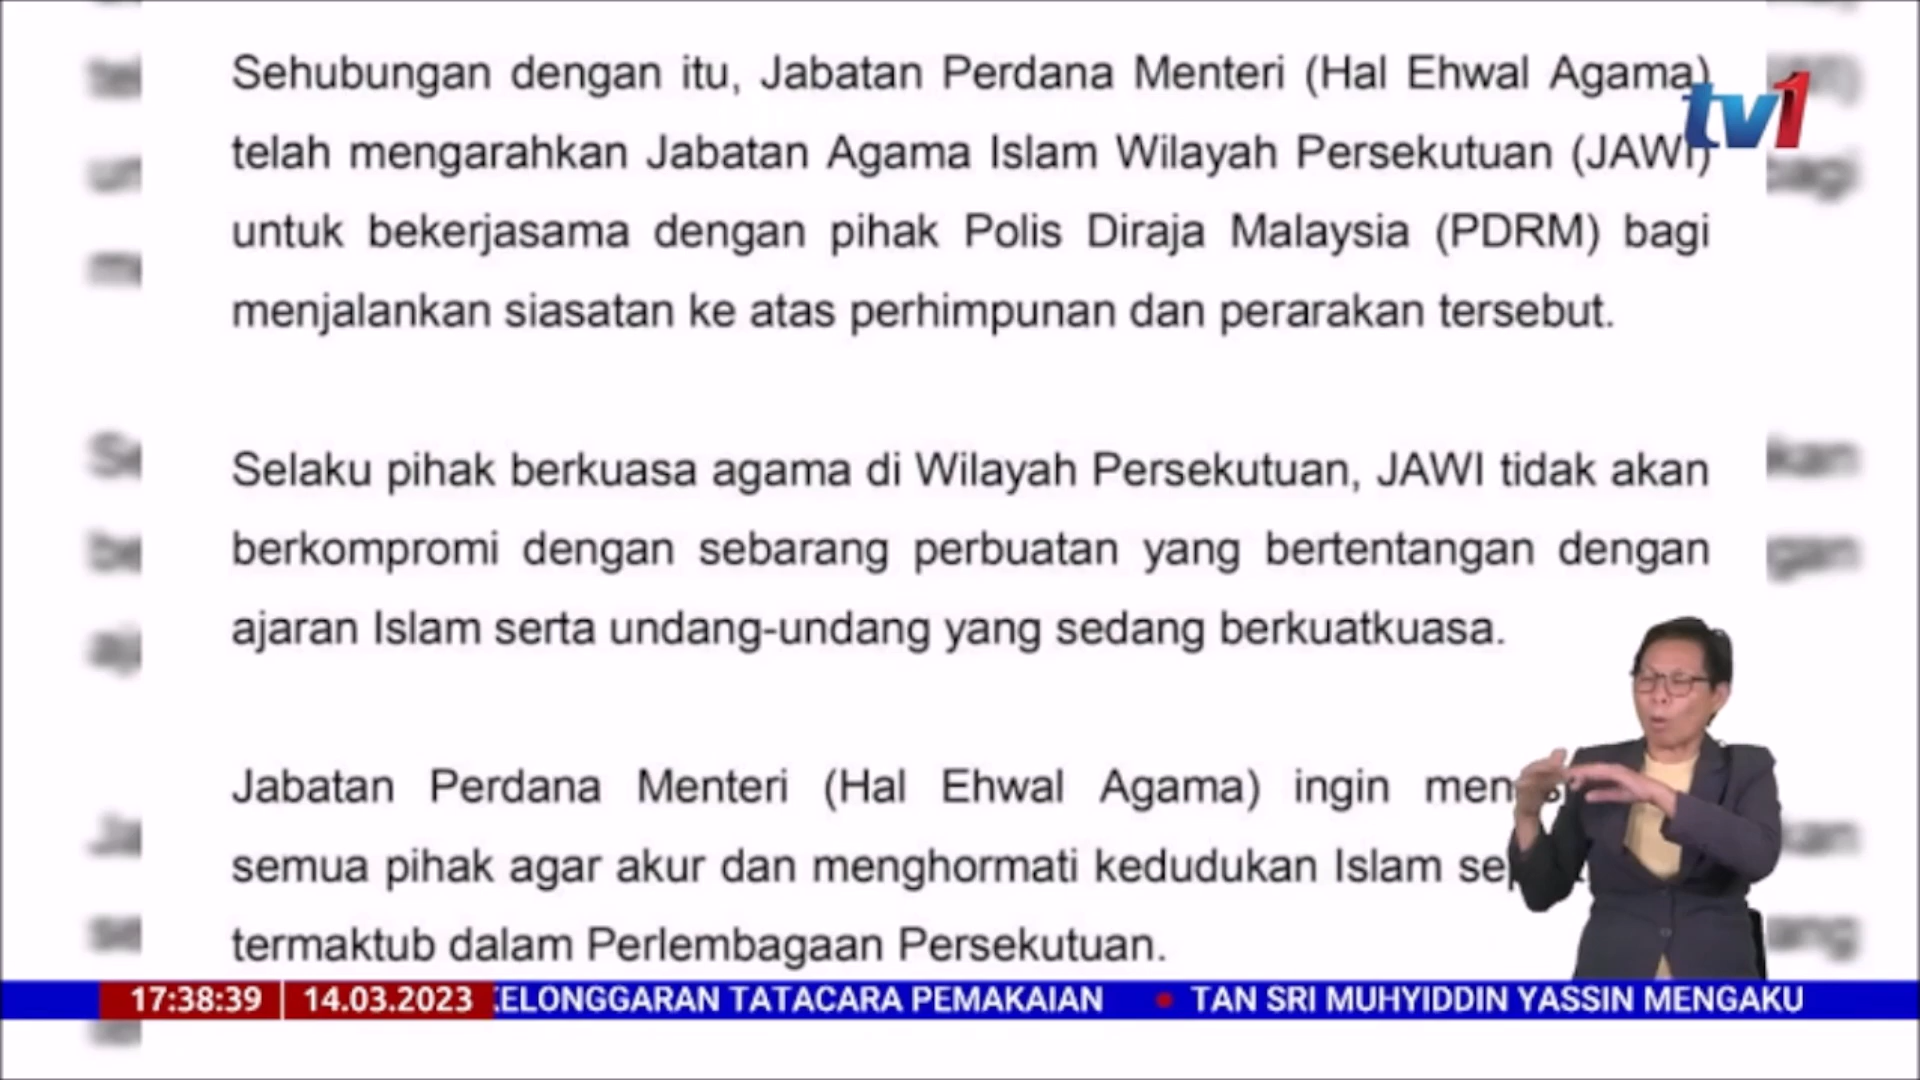 Sehubungan dengan itu, Jabatan Perdana Menteri (Hal Ehwal Agama)
tv1
telah mengarahkan Jabatan Agama Islam Wilayah Persekutuan (JAWI)
untuk bekerjasama dengan pihak Polis Diraja Malaysia (PDRM) bagi
menjalankan siasatan ke atas perhimpunan dan perarakan tersebut.
Selaku pihak berkuasa agama di Wilayah Persekutuan, JAWI tidak akan
berkompromi dengan sebarang perbuatan yang bertentangan dengan
ajaran Islam serta undang-undang yang sedang berkuatkuasa.
Jabatan Perdana Menteri (Hal Ehwal Agama) ingin
semua pihak agar akur dan menghormati kedudukan Islam
termaktub dalam Perlembagaan Persekutuan.
17:38:39 14.03.2023 KELONGGARAN TATACARA PEMAKAIAN • TAN SRI MUHYIDDIN YASSIN MENGAKU